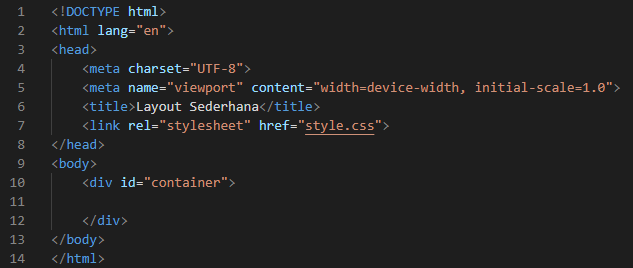 1 <!DOCTYPE html>
2 <html lang="en">
3 <head>
4 <meta charset="UTF-8">
5 <meta name="viewport" content="width=device-width, initial-scale=1.0">
6 <title>Layout Sederhana</title>
7 <link rel="stylesheet" href="style.css">
8 </head>
9 <body>
10 <div id="container">
11
12 </div>
13 </body>
14 </html>